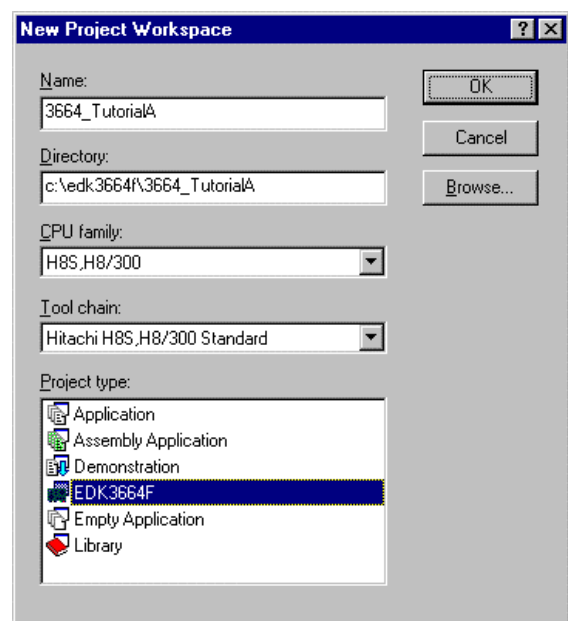 New Project Workspace
Name:
3664_TutorialA
OK
Cancel
Directory:
c:\edk3664f\3664_TutorialA
Browse...
CPU family:
H8S,H8/300
Tool chain:
Hitachi H8S,H8/300 Standard
Project type:
Application
Assembly Application
Demonstration
EDK3664F
Empty Application
Library